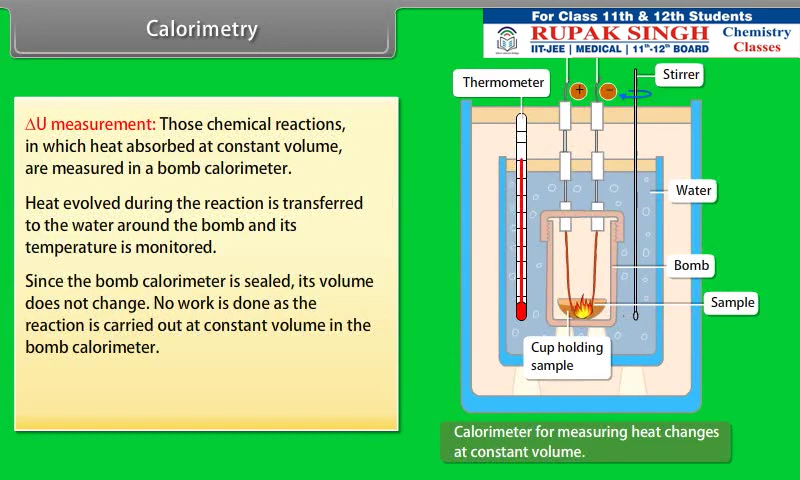 Calorimetry
For Class 11th & 12th Students
RUPAK SINGH
IIT-JEE | MEDICAL | 11th-12th BOARD
Chemistry
Classes
ΔU measurement: Those chemical reactions,
in which heat absorbed at constant volume,
are measured in a bomb calorimeter.
Heat evolved during the reaction is transferred
to the water around the bomb and its
temperature is monitored.
Since the bomb calorimeter is sealed, its volume
does not change. No work is done as the
reaction is carried out at constant volume in the
bomb calorimeter.
Thermometer
+
−
Stirrer
Water
Bomb
Sample
Cup holding
sample
Calorimeter for measuring heat changes
at constant volume.